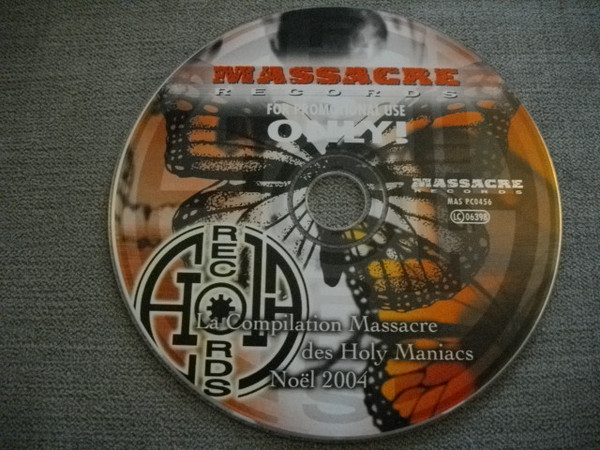 MASSACRE
RECORDS
FOR PROMOTIONAL USE
ONLY!
MASSACRE
RECORDS
MAS PC0456
LC 06398
REC
ORDS
La Compilation Massacre
des Holy Maniacs
Noël 2004